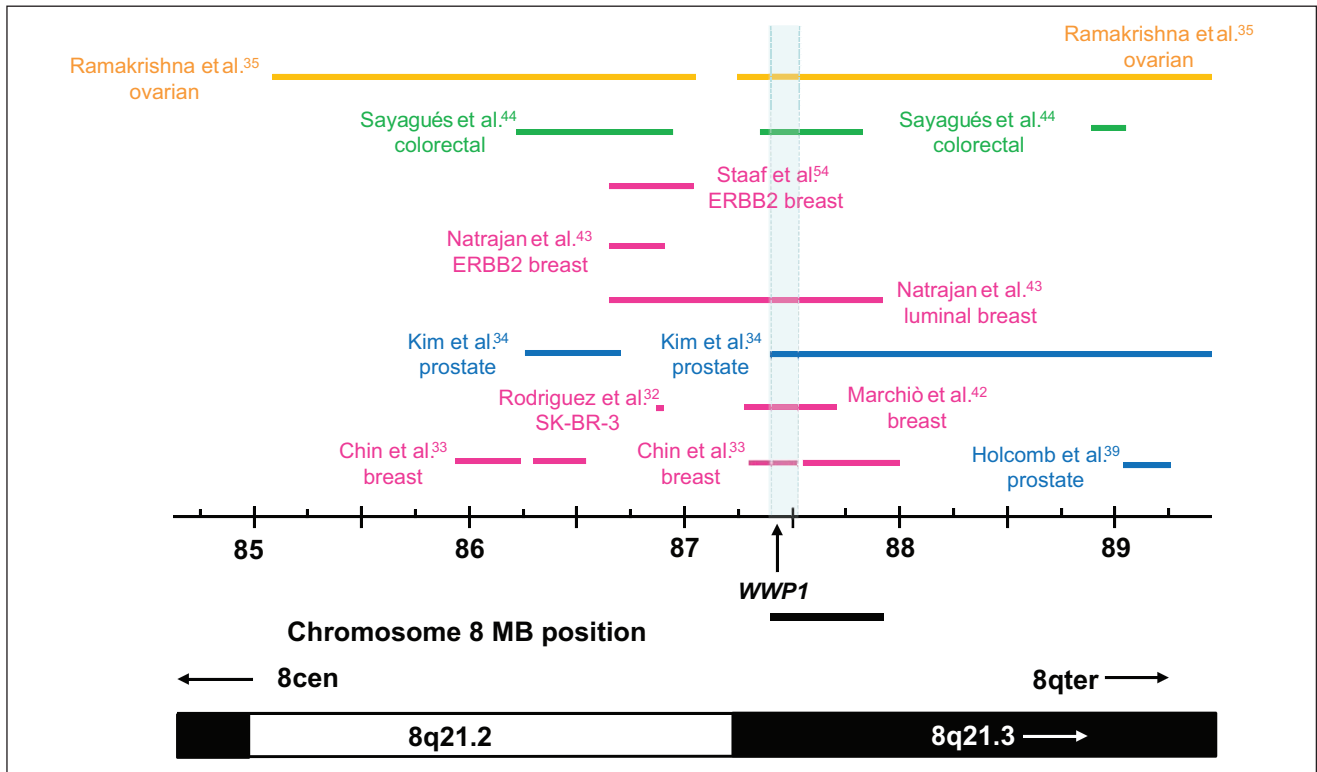 Ramakrishna et al.35
ovarian
Ramakrishna et al.35
ovarian
Sayagués et al.44
colorectal
Sayagués et al.44
colorectal
Staaf et al.54
ERBB2 breast
Natrajan et al.43
ERBB2 breast
Natrajan et al.43
luminal breast
Kim et al.34
prostate
Kim et al.34
prostate
Rodriguez et al.32
SK-BR-3
Marchiò et al.42
breast
Chin et al.33
breast
Chin et al.33
breast
Holcomb et al.39
prostate
85 86 87 88 89
WWP1
Chromosome 8 MB position
8cen 8qter
8q21.2 8q21.3